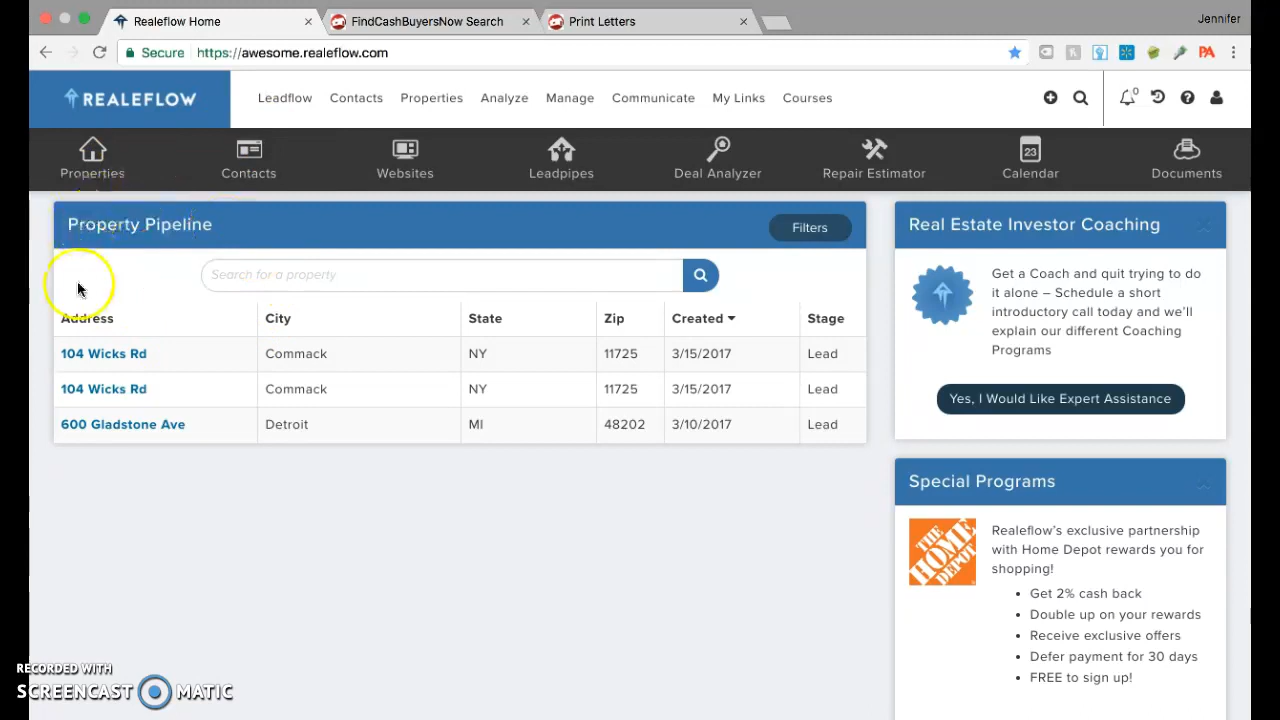 Realeflow Home
FindCashBuyersNow Search
Print Letters
Jennifer
Secure https://awesome.realeflow.com
PA
REALEFLOW
Leadflow Contacts Properties Analyze Manage Communicate My Links Courses
0
23
Properties Contacts Websites Leadpipes Deal Analyzer Repair Estimator Calendar Documents
Property Pipeline
Filters
Search for a property
Address City State Zip Created Stage
104 Wicks Rd Commack NY 11725 3/15/2017 Lead
104 Wicks Rd Commack NY 11725 3/15/2017 Lead
600 Gladstone Ave Detroit MI 48202 3/10/2017 Lead
Real Estate Investor Coaching
Get a Coach and quit trying to do
it alone – Schedule a short
introductory call today and we'll
explain our different Coaching
Programs
Yes, I Would Like Expert Assistance
Special Programs
THE HOME DEPOT
Realeflow's exclusive partnership
with Home Depot rewards you for
shopping!
• Get 2% cash back
• Double up on your rewards
• Receive exclusive offers
• Defer payment for 30 days
• FREE to sign up!
RECORDED WITH
SCREENCAST MATIC